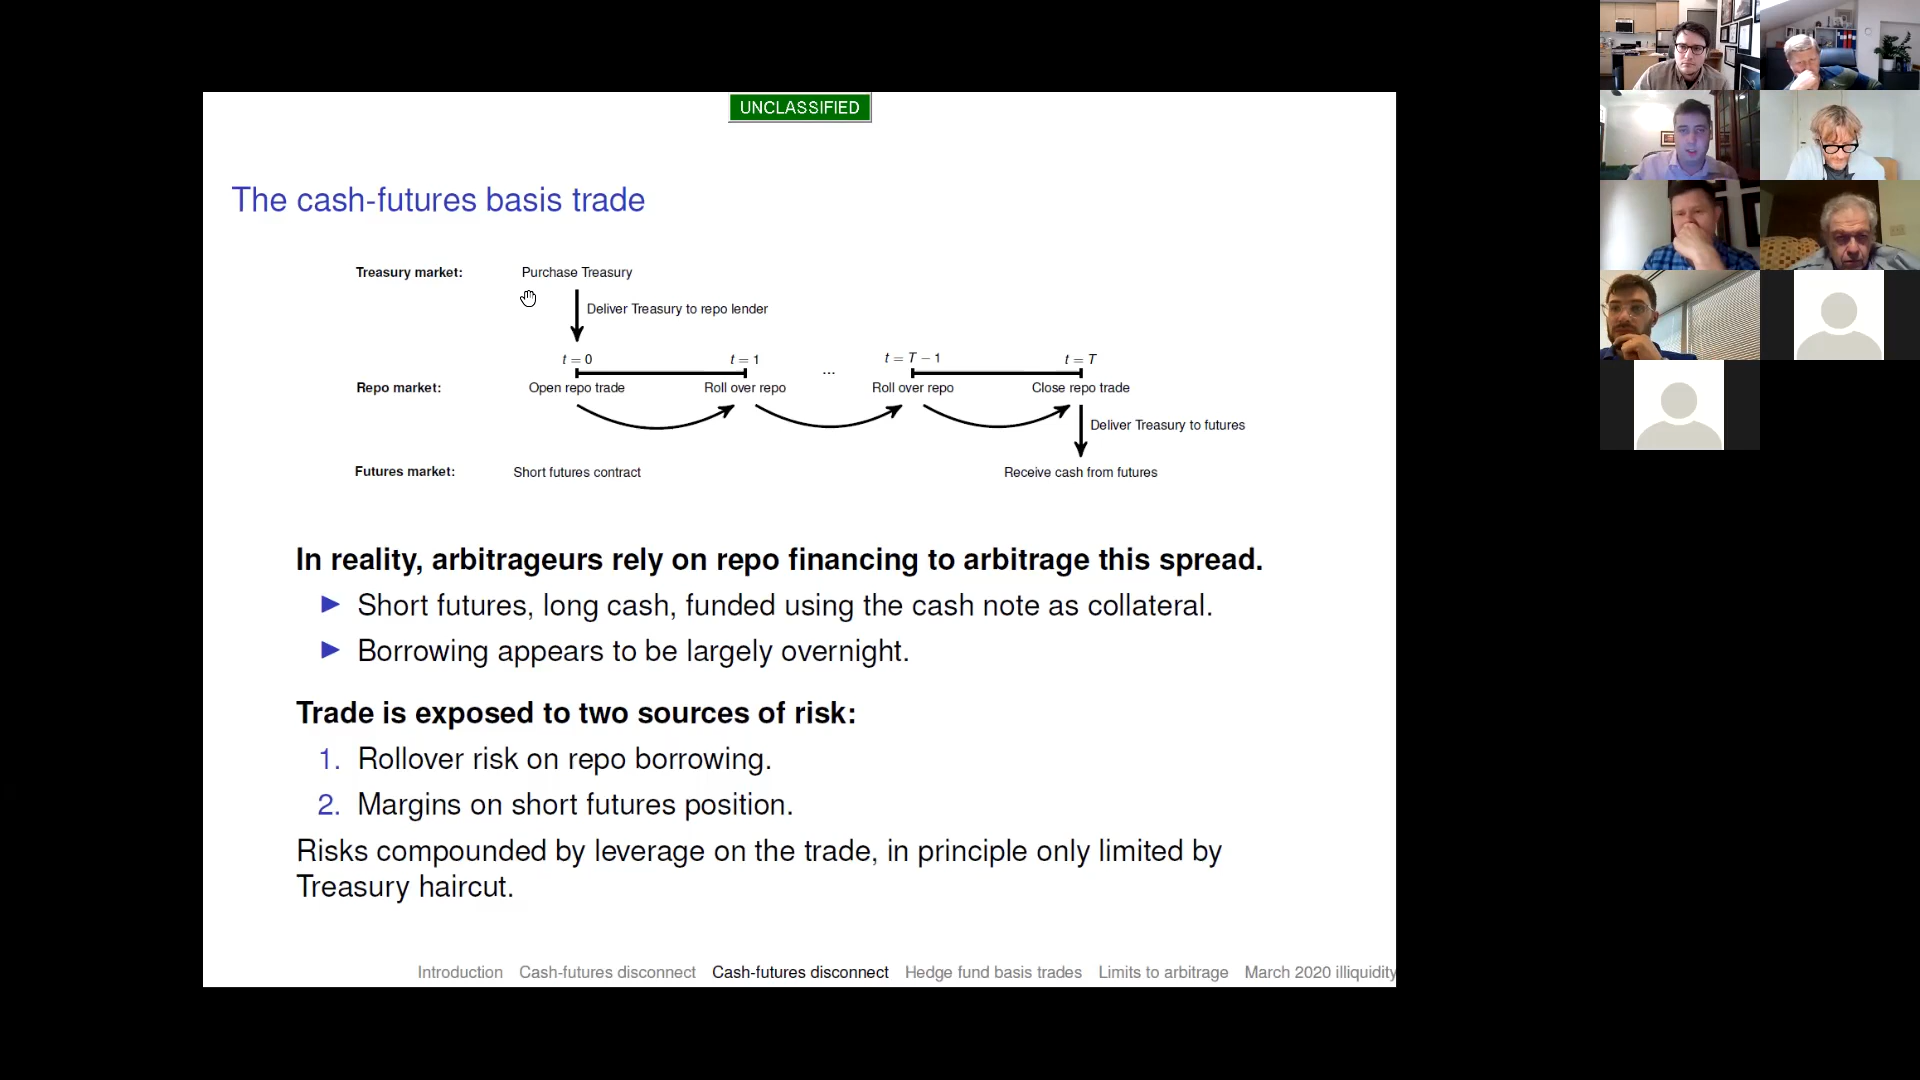 UNCLASSIFIED
The cash-futures basis trade
Treasury market: Purchase Treasury
Deliver Treasury to repo lender
t = 0 t = 1 ... t = T − 1 t = T
Repo market: Open repo trade Roll over repo Roll over repo Close repo trade
Deliver Treasury to futures
Futures market: Short futures contract Receive cash from futures
In reality, arbitrageurs rely on repo financing to arbitrage this spread.
▶ Short futures, long cash, funded using the cash note as collateral.
▶ Borrowing appears to be largely overnight.
Trade is exposed to two sources of risk:
1. Rollover risk on repo borrowing.
2. Margins on short futures position.
Risks compounded by leverage on the trade, in principle only limited by
Treasury haircut.
Introduction Cash-futures disconnect Cash-futures disconnect Hedge fund basis trades Limits to arbitrage March 2020 illiquidity